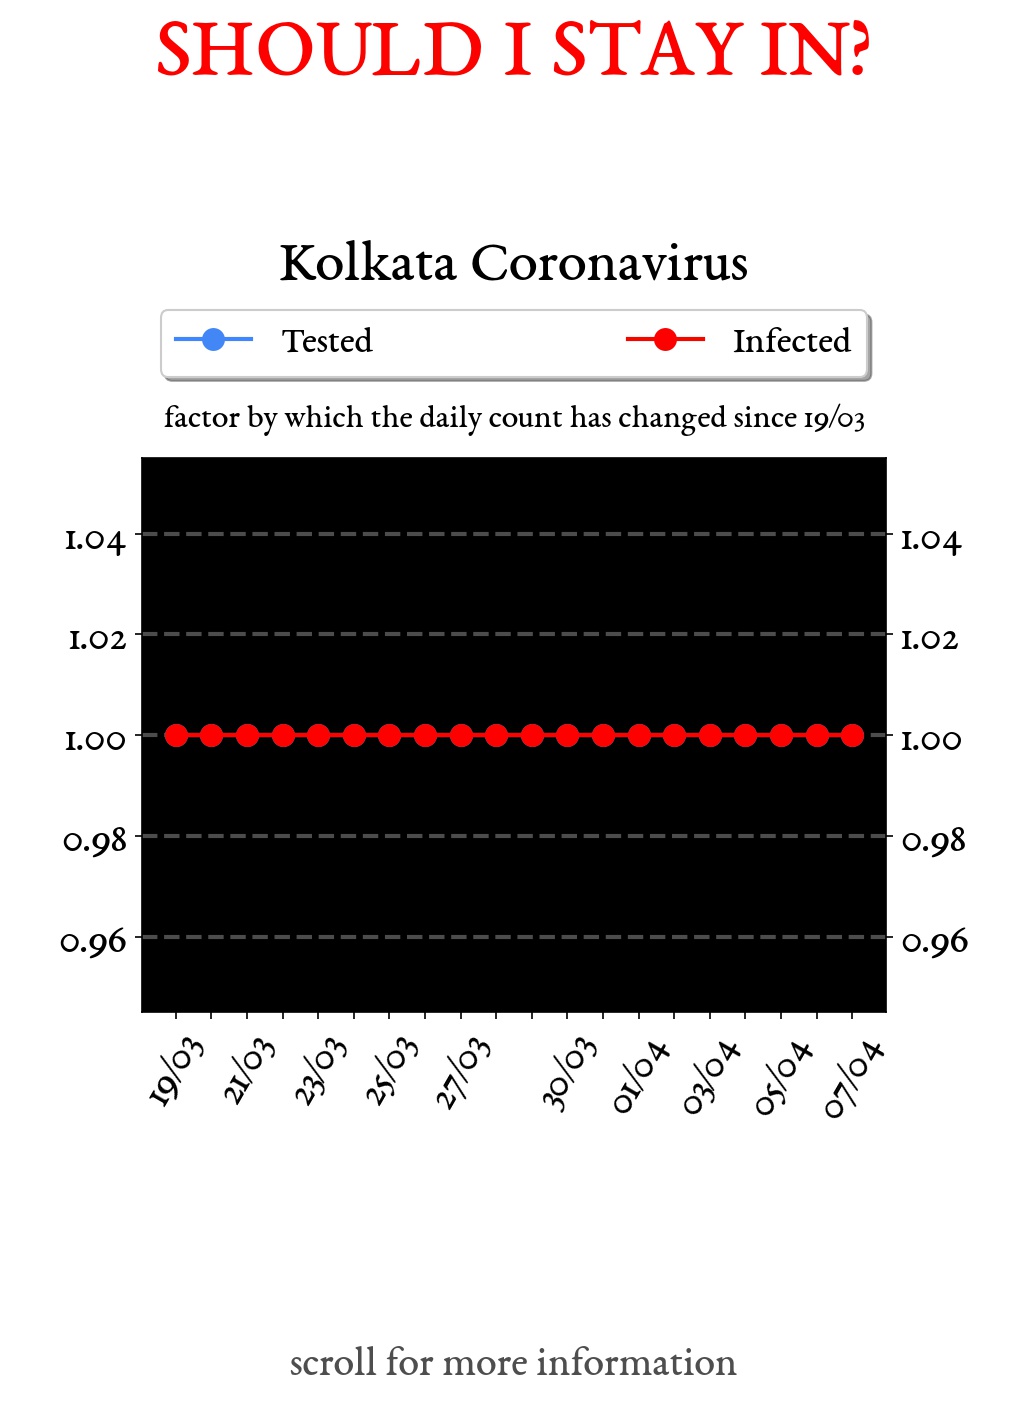 SHOULD I STAY IN?
Kolkata Coronavirus
Tested Infected
factor by which the daily count has changed since 19/03
1.04 1.04
1.02 1.02
1.00 1.00
0.98 0.98
0.96 0.96
19/03 21/03 23/03 25/03 27/03 30/03 01/04 03/04 05/04 07/04
scroll for more information